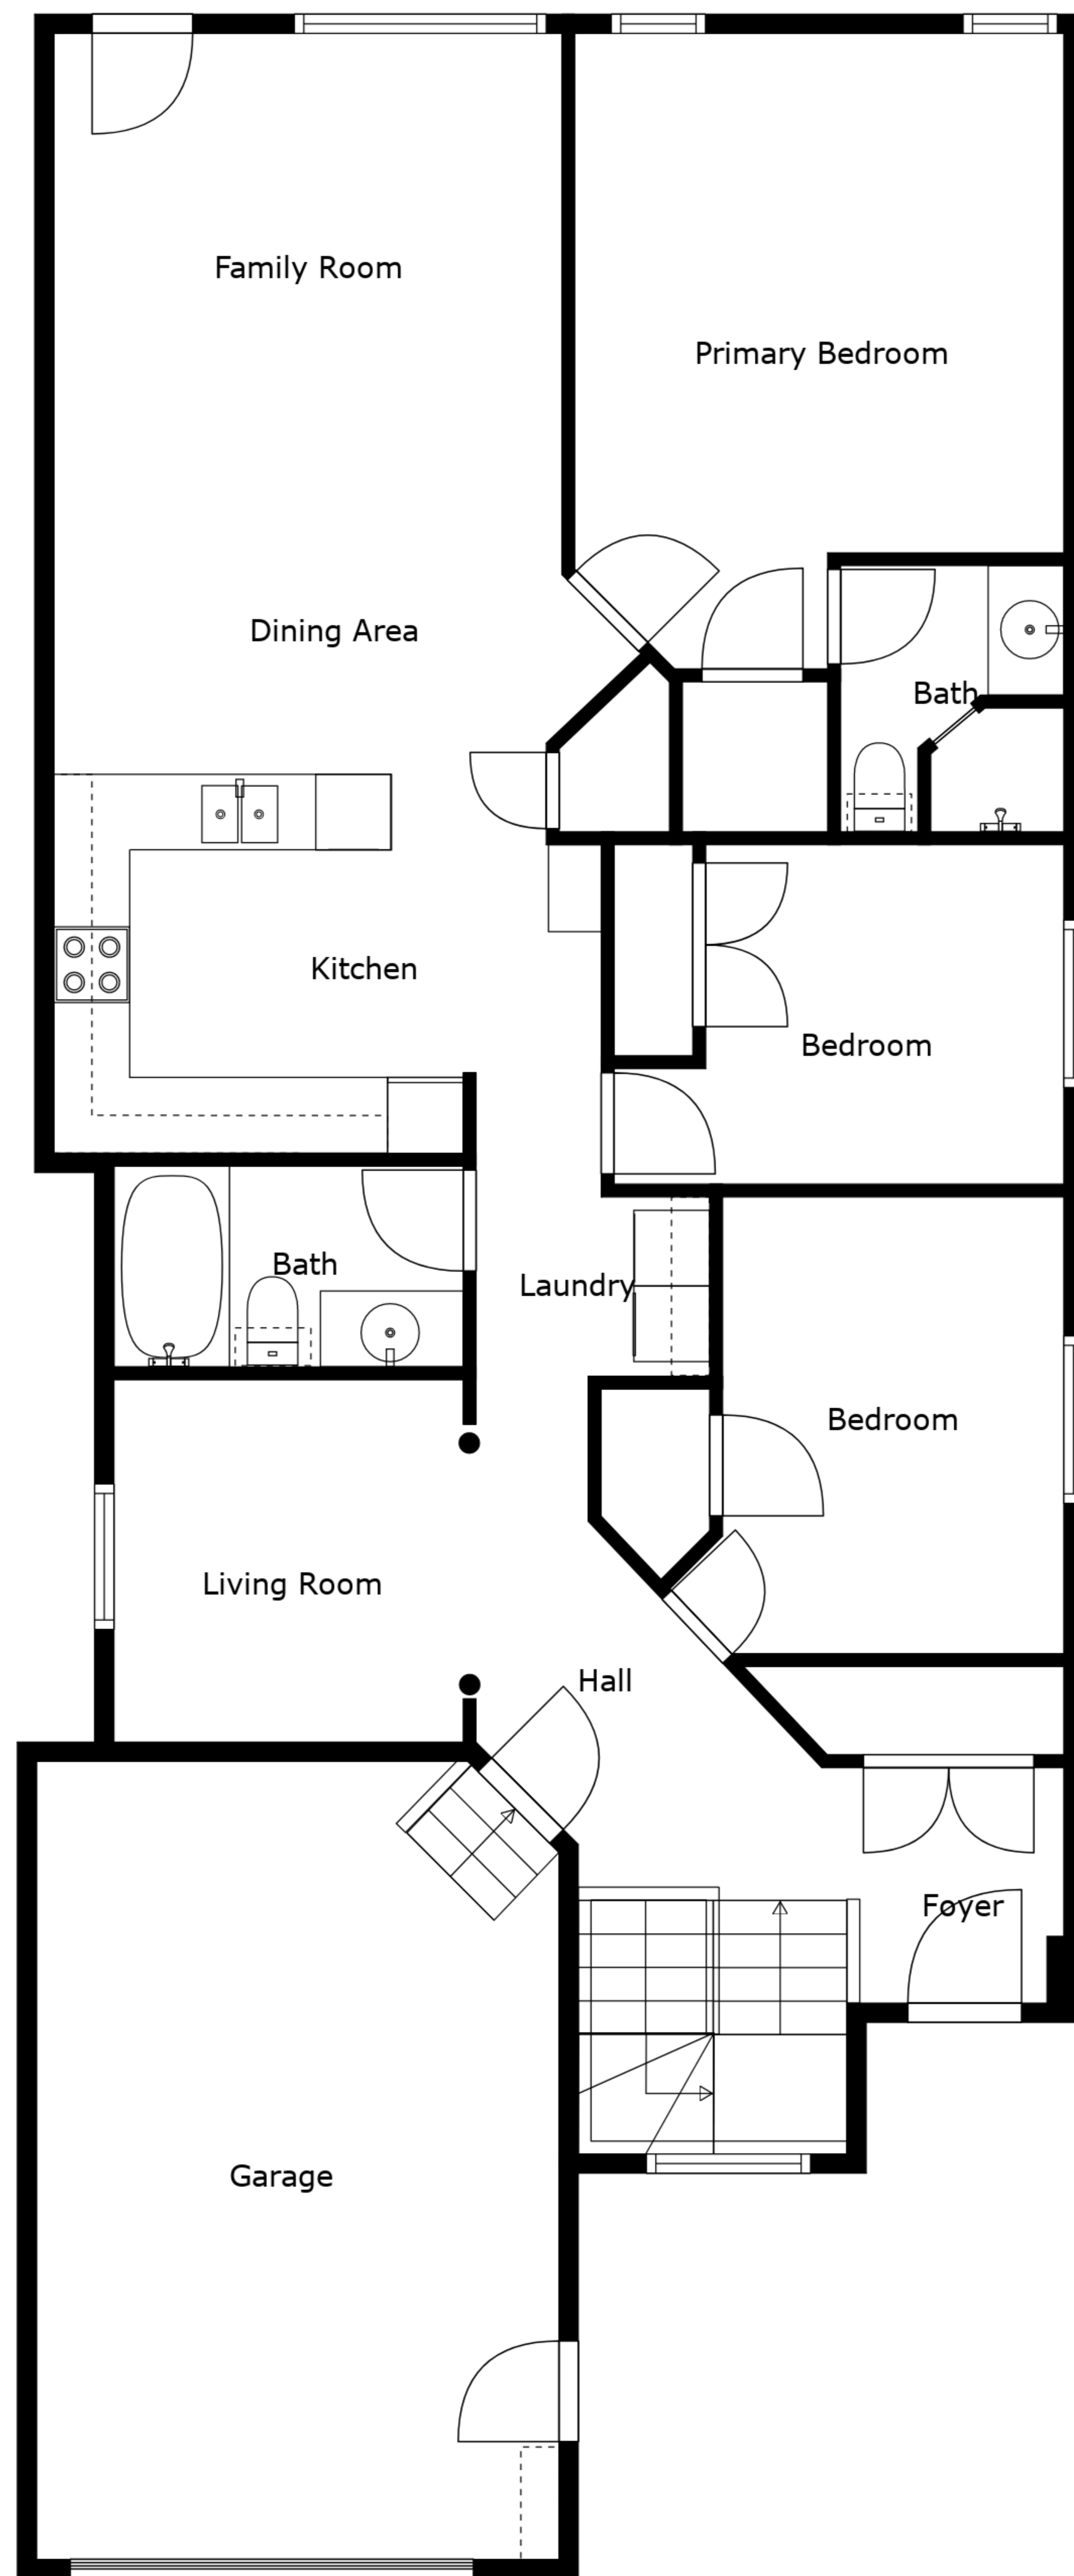 Family Room
Primary Bedroom
Dining Area
Bath
Kitchen
Bedroom
Bath
Laundry
Bedroom
Living Room
Hall
Foyer
Garage